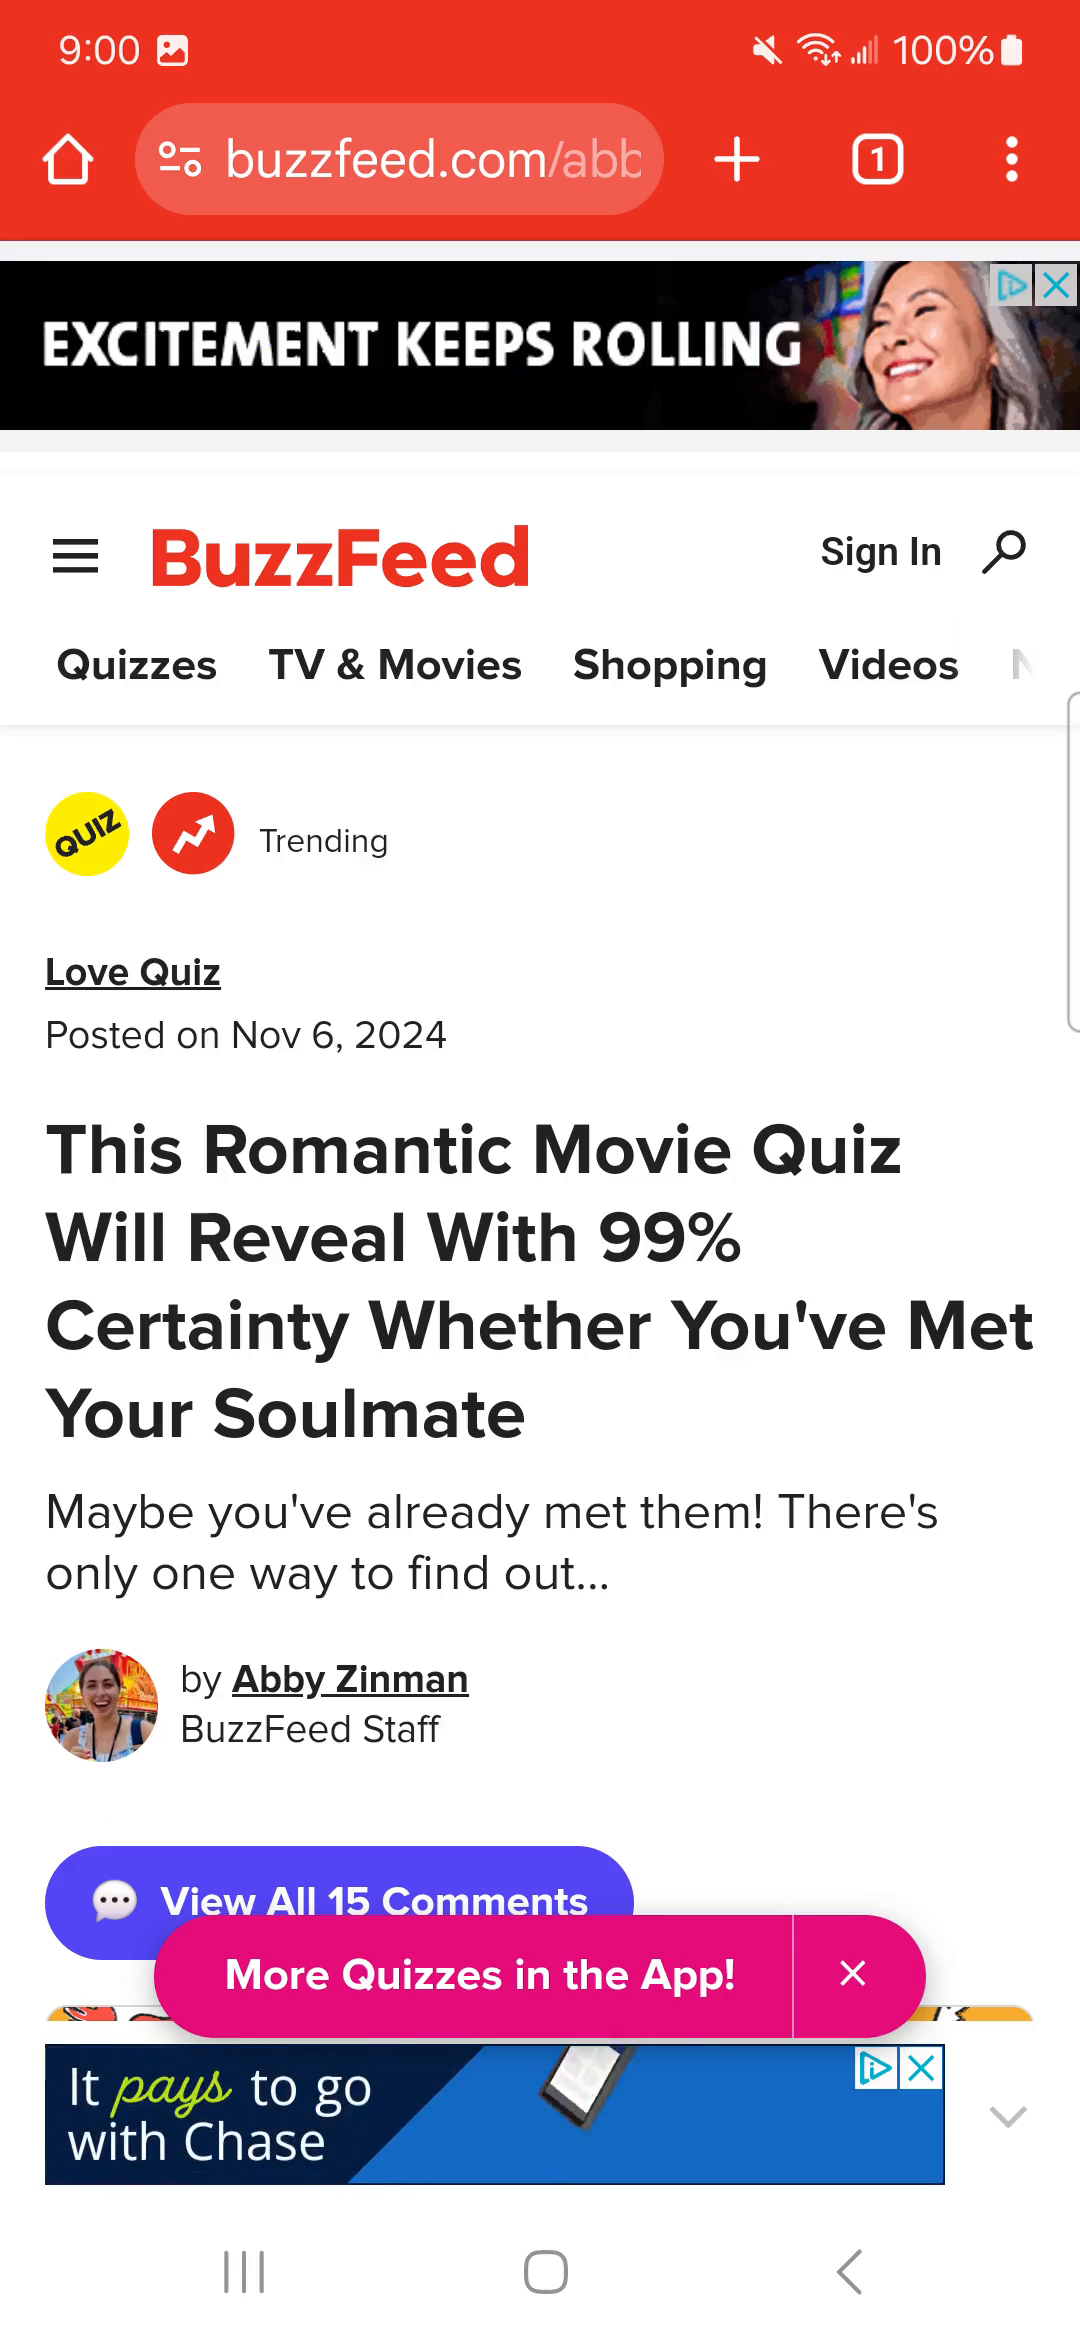 9:00
100%
buzzfeed.com/abb
1
EXCITEMENT KEEPS ROLLING
BuzzFeed
Sign In
Quizzes TV & Movies Shopping Videos
QUIZ
Trending
Love Quiz
Posted on Nov 6, 2024
This Romantic Movie Quiz
Will Reveal With 99%
Certainty Whether You've Met
Your Soulmate
Maybe you've already met them! There's
only one way to find out...
by Abby Zinman
BuzzFeed Staff
View All 15 Comments
More Quizzes in the App!
It pays to go
with Chase